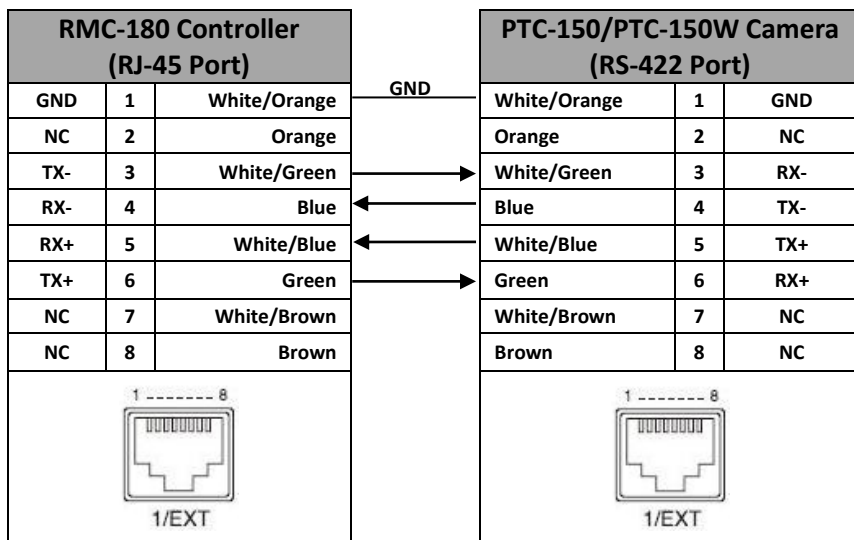 RMC-180 Controller
(RJ-45 Port)
GND 1 White/Orange
NC 2 Orange
TX- 3 White/Green
RX- 4 Blue
RX+ 5 White/Blue
TX+ 6 Green
NC 7 White/Brown
NC 8 Brown
1 ------- 8
1/EXT
GND
PTC-150/PTC-150W Camera
(RS-422 Port)
White/Orange 1 GND
Orange 2 NC
White/Green 3 RX-
Blue 4 TX-
White/Blue 5 TX+
Green 6 RX+
White/Brown 7 NC
Brown 8 NC
1 ------- 8
1/EXT